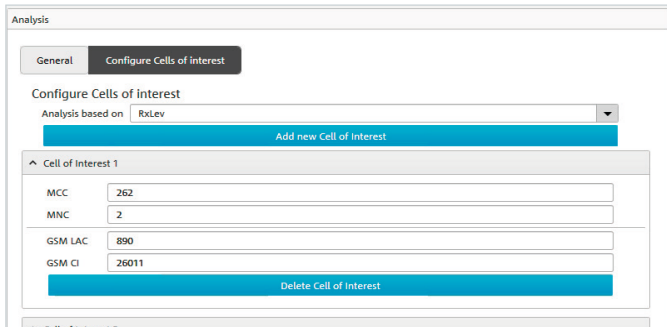 Analysis
General Configure Cells of interest
Configure Cells of interest
Analysis based on RxLev
Add new Cell of Interest
Cell of Interest 1
MCC 262
MNC 2
GSM LAC 890
GSM CI 26011
Delete Cell of Interest